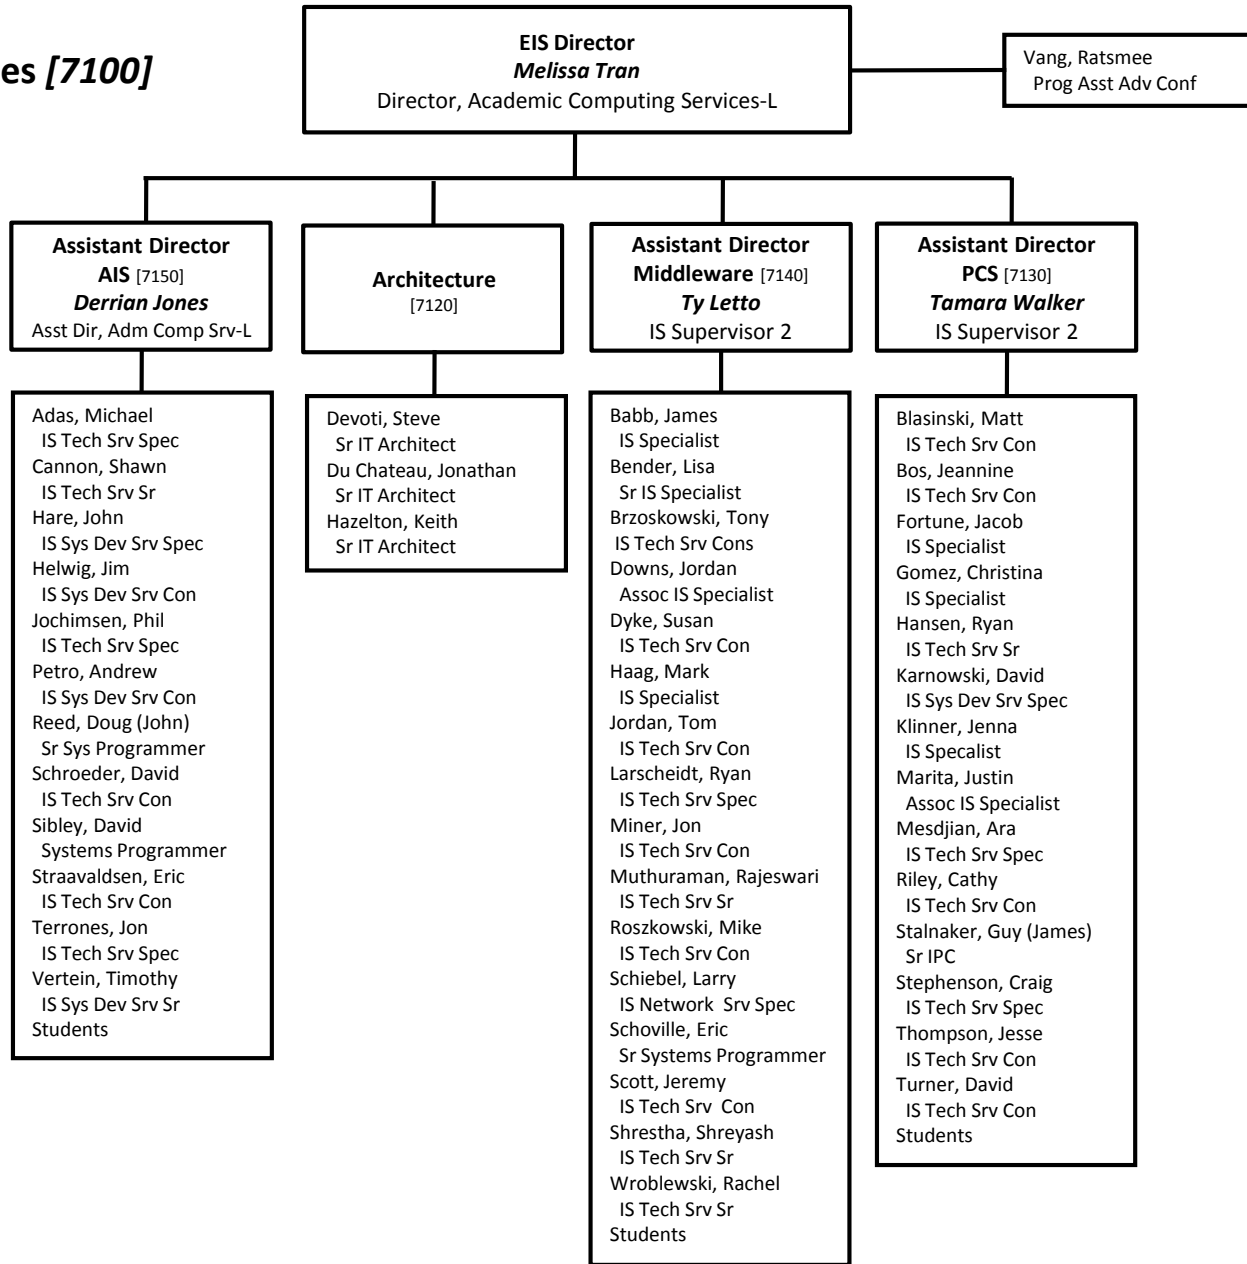 es [7100]
EIS Director
Melissa Tran
Director, Academic Computing Services-L
Vang, Ratsmee
Prog Asst Adv Conf
Assistant Director
AIS [7150]
Derrian Jones
Asst Dir, Adm Comp Srv-L
Architecture
[7120]
Assistant Director
Middleware [7140]
Ty Letto
IS Supervisor 2
Assistant Director
PCS [7130]
Tamara Walker
IS Supervisor 2
Adas, Michael
IS Tech Srv Spec
Cannon, Shawn
IS Tech Srv Sr
Hare, John
IS Sys Dev Srv Spec
Helwig, Jim
IS Sys Dev Srv Con
Jochimsen, Phil
IS Tech Srv Spec
Petro, Andrew
IS Sys Dev Srv Con
Reed, Doug (John)
Sr Sys Programmer
Schroeder, David
IS Tech Srv Con
Sibley, David
Systems Programmer
Straavaldsen, Eric
IS Tech Srv Con
Terrones, Jon
IS Tech Srv Spec
Vertein, Timothy
IS Sys Dev Srv Sr
Students
Devoti, Steve
Sr IT Architect
Du Chateau, Jonathan
Sr IT Architect
Hazelton, Keith
Sr IT Architect
Babb, James
IS Specialist
Bender, Lisa
Sr IS Specialist
Brzoskowski, Tony
IS Tech Srv Cons
Downs, Jordan
Assoc IS Specialist
Dyke, Susan
IS Tech Srv Con
Haag, Mark
IS Specialist
Jordan, Tom
IS Tech Srv Con
Larscheidt, Ryan
IS Tech Srv Spec
Miner, Jon
IS Tech Srv Con
Muthuraman, Rajeswari
IS Tech Srv Sr
Roszkowski, Mike
IS Tech Srv Con
Schiebel, Larry
IS Network  Srv Spec
Schoville, Eric
Sr Systems Programmer
Scott, Jeremy
IS Tech Srv  Con
Shrestha, Shreyash
IS Tech Srv Sr
Wroblewski, Rachel
IS Tech Srv Sr
Students
Blasinski, Matt
IS Tech Srv Con
Bos, Jeannine
IS Tech Srv Con
Fortune, Jacob
IS Specialist
Gomez, Christina
IS Specialist
Hansen, Ryan
IS Tech Srv Sr
Karnowski, David
IS Sys Dev Srv Spec
Klinner, Jenna
IS Specalist
Marita, Justin
Assoc IS Specialist
Mesdjian, Ara
IS Tech Srv Spec
Riley, Cathy
IS Tech Srv Con
Stalnaker, Guy (James)
Sr IPC
Stephenson, Craig
IS Tech Srv Spec
Thompson, Jesse
IS Tech Srv Con
Turner, David
IS Tech Srv Con
Students